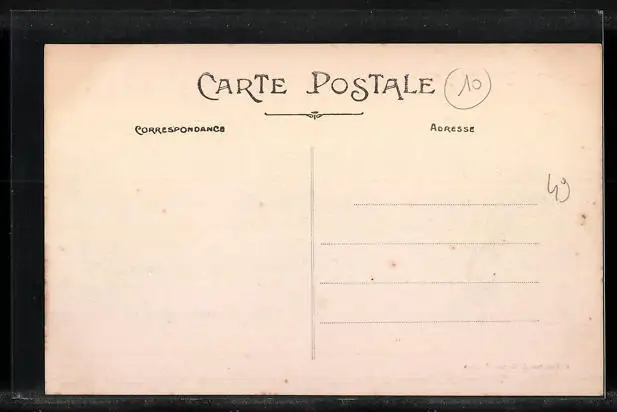 CARTE POSTALE 10
CORRESPONDANCE ADRESSE
49